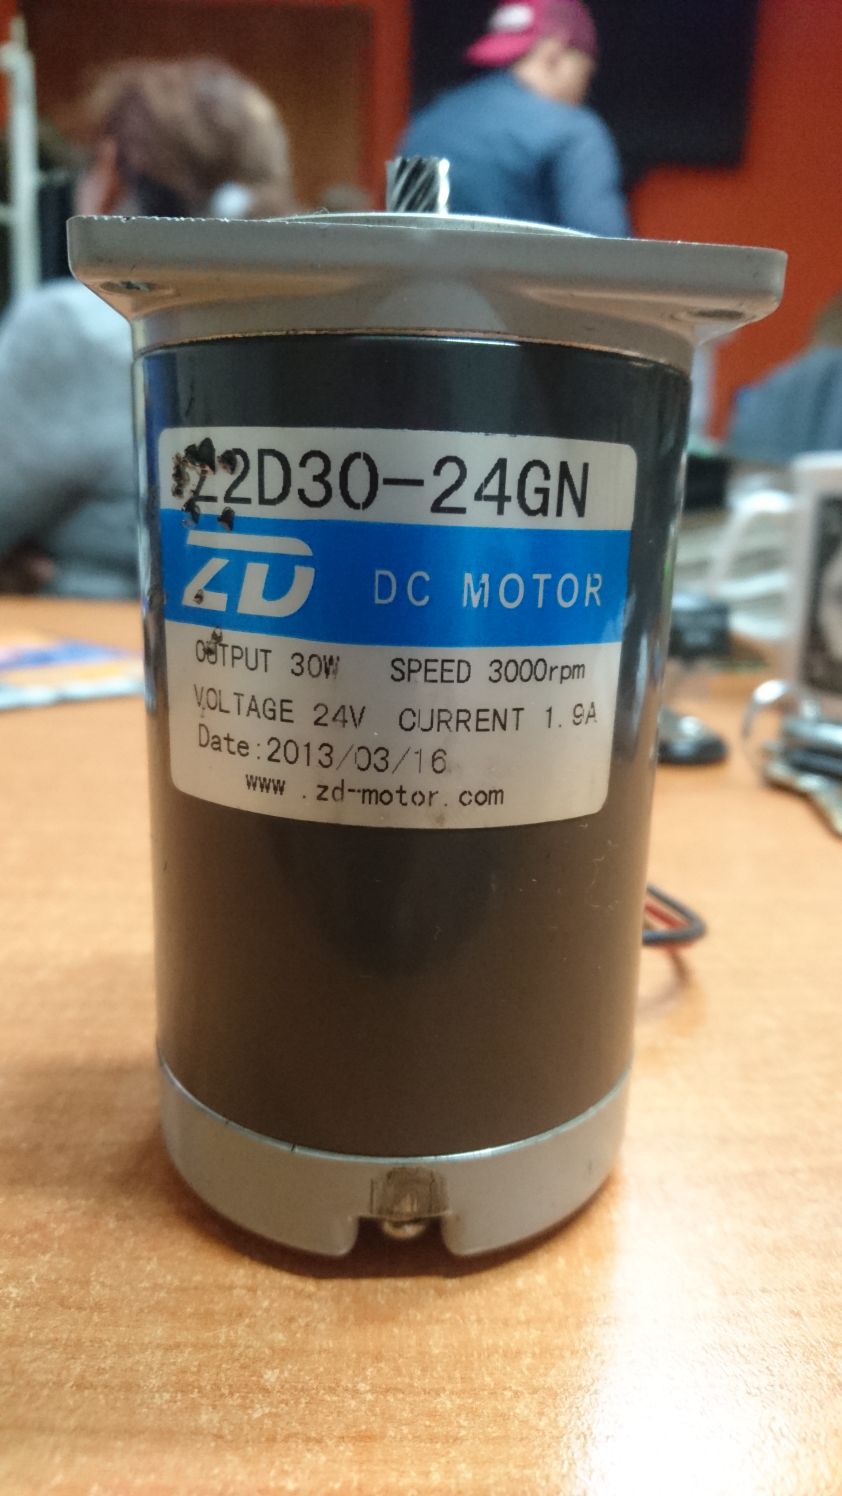 Z2D30-24GN
ZD DC MOTOR
OUTPUT 30W SPEED 3000rpm
VOLTAGE 24V CURRENT 1.9A
Date:2013/03/16
www.zd-motor.com